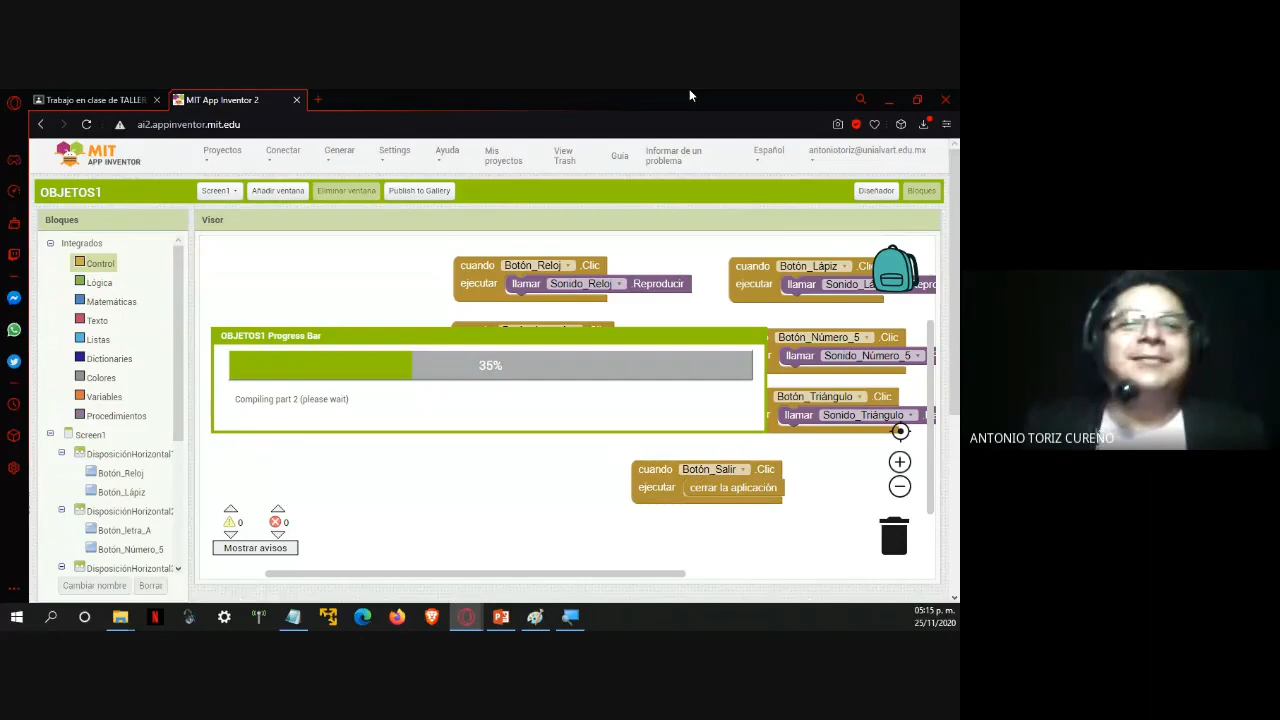 Trabajo en clase de TALLER
MIT App Inventor 2
ai2.appinventor.mit.edu
MIT
APP INVENTOR
Proyectos
Conectar
Generar
Settings
Ayuda
Mis
proyectos
View
Trash
Guía
Informar de un
problema
Español
antoniotoriz@unialvart.edu.mx
OBJETOS1
Screen1
Añadir ventana
Eliminar ventana
Publish to Gallery
Diseñador
Bloques
Bloques
Visor
Integrados
Control
Lógica
Matemáticas
Texto
Listas
Dictionaries
Colores
Variables
Procedimientos
Screen1
DisposiciónHorizontal
Botón_Reloj
Botón_Lápiz
DisposiciónHorizontal
Botón_letra_A
Botón_Número_5
DisposiciónHorizontal
Cambiar nombre
Borrar
cuando Botón_Reloj .Clic
ejecutar llamar Sonido_Reloj .Reproducir
cuando Botón_Lápiz .Clic
ejecutar llamar
OBJETOS1 Progress Bar
35%
Compiling part 2 (please wait)
Botón_Número_5 .Clic
llamar Sonido_Número_5
Botón_Triángulo .Clic
llamar Sonido_Triángulo
cuando Botón_Salir .Clic
ejecutar cerrar la aplicación
0
0
Mostrar avisos
05:15 p. m.
25/11/2020
ANTONIO TORIZ CUREÑO